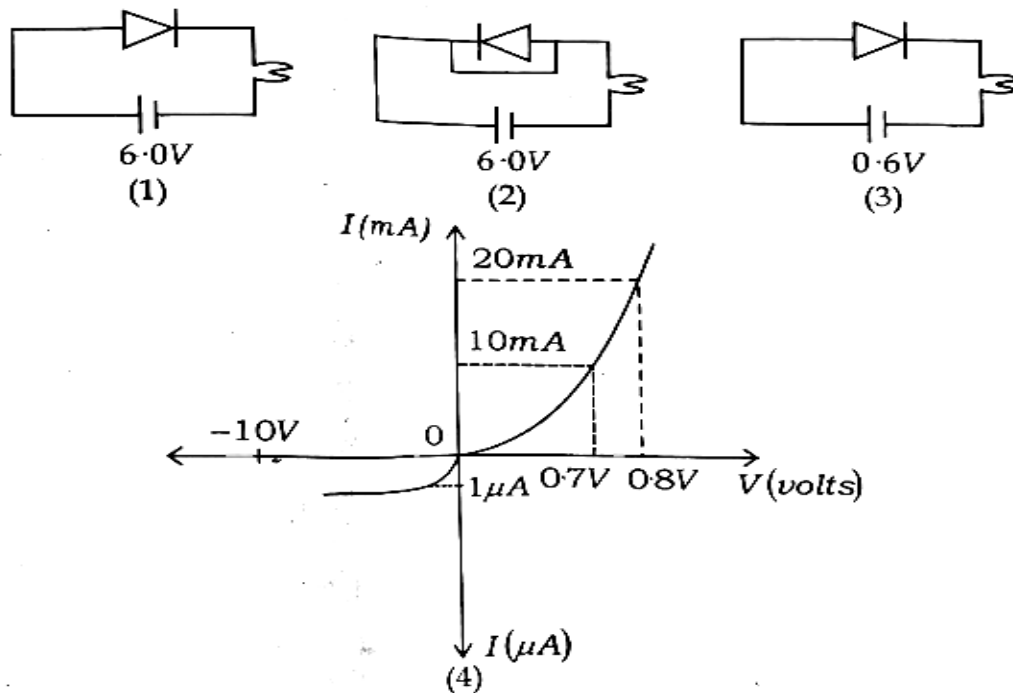 6·0V
(1)
6·0V
(2)
0·6V
(3)
I(mA)
20mA
10mA
-10V
0
1μA
0·7V
0·8V
V(volts)
I(μA)
(4)